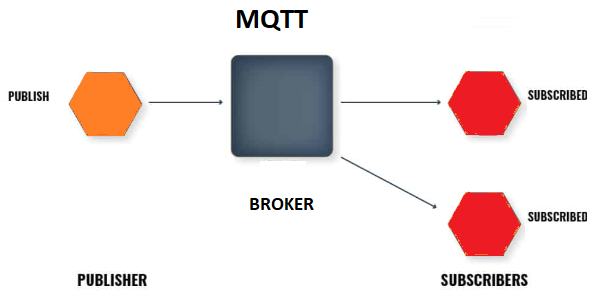 MQTT
PUBLISH
SUBSCRIBED
BROKER
SUBSCRIBED
PUBLISHER
SUBSCRIBERS